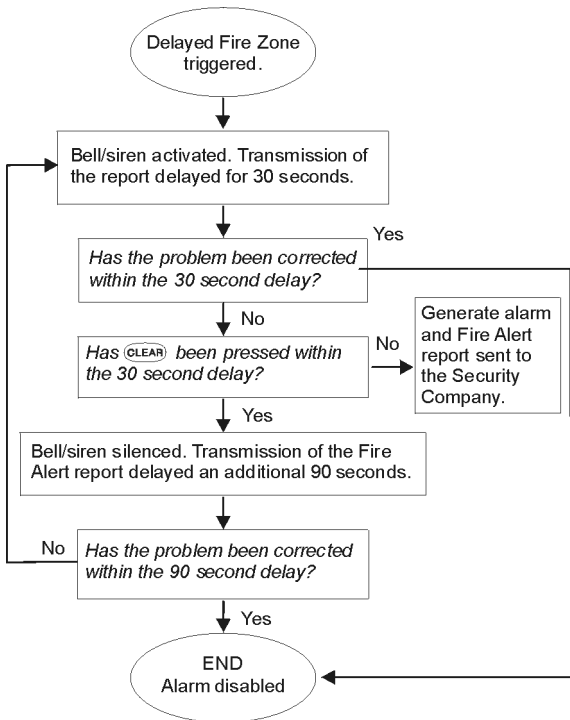 Delayed Fire Zone
triggered.
Bell/siren activated. Transmission of
the report delayed for 30 seconds.
Yes
Has the problem been corrected
within the 30 second delay?
No
Has CLEAR been pressed within
the 30 second delay?
No
Generate alarm
and Fire Alert
report sent to
the Security
Company.
Yes
Bell/siren silenced. Transmission of the Fire
Alert report delayed an additional 90 seconds.
No
Has the problem been corrected
within the 90 second delay?
Yes
END
Alarm disabled